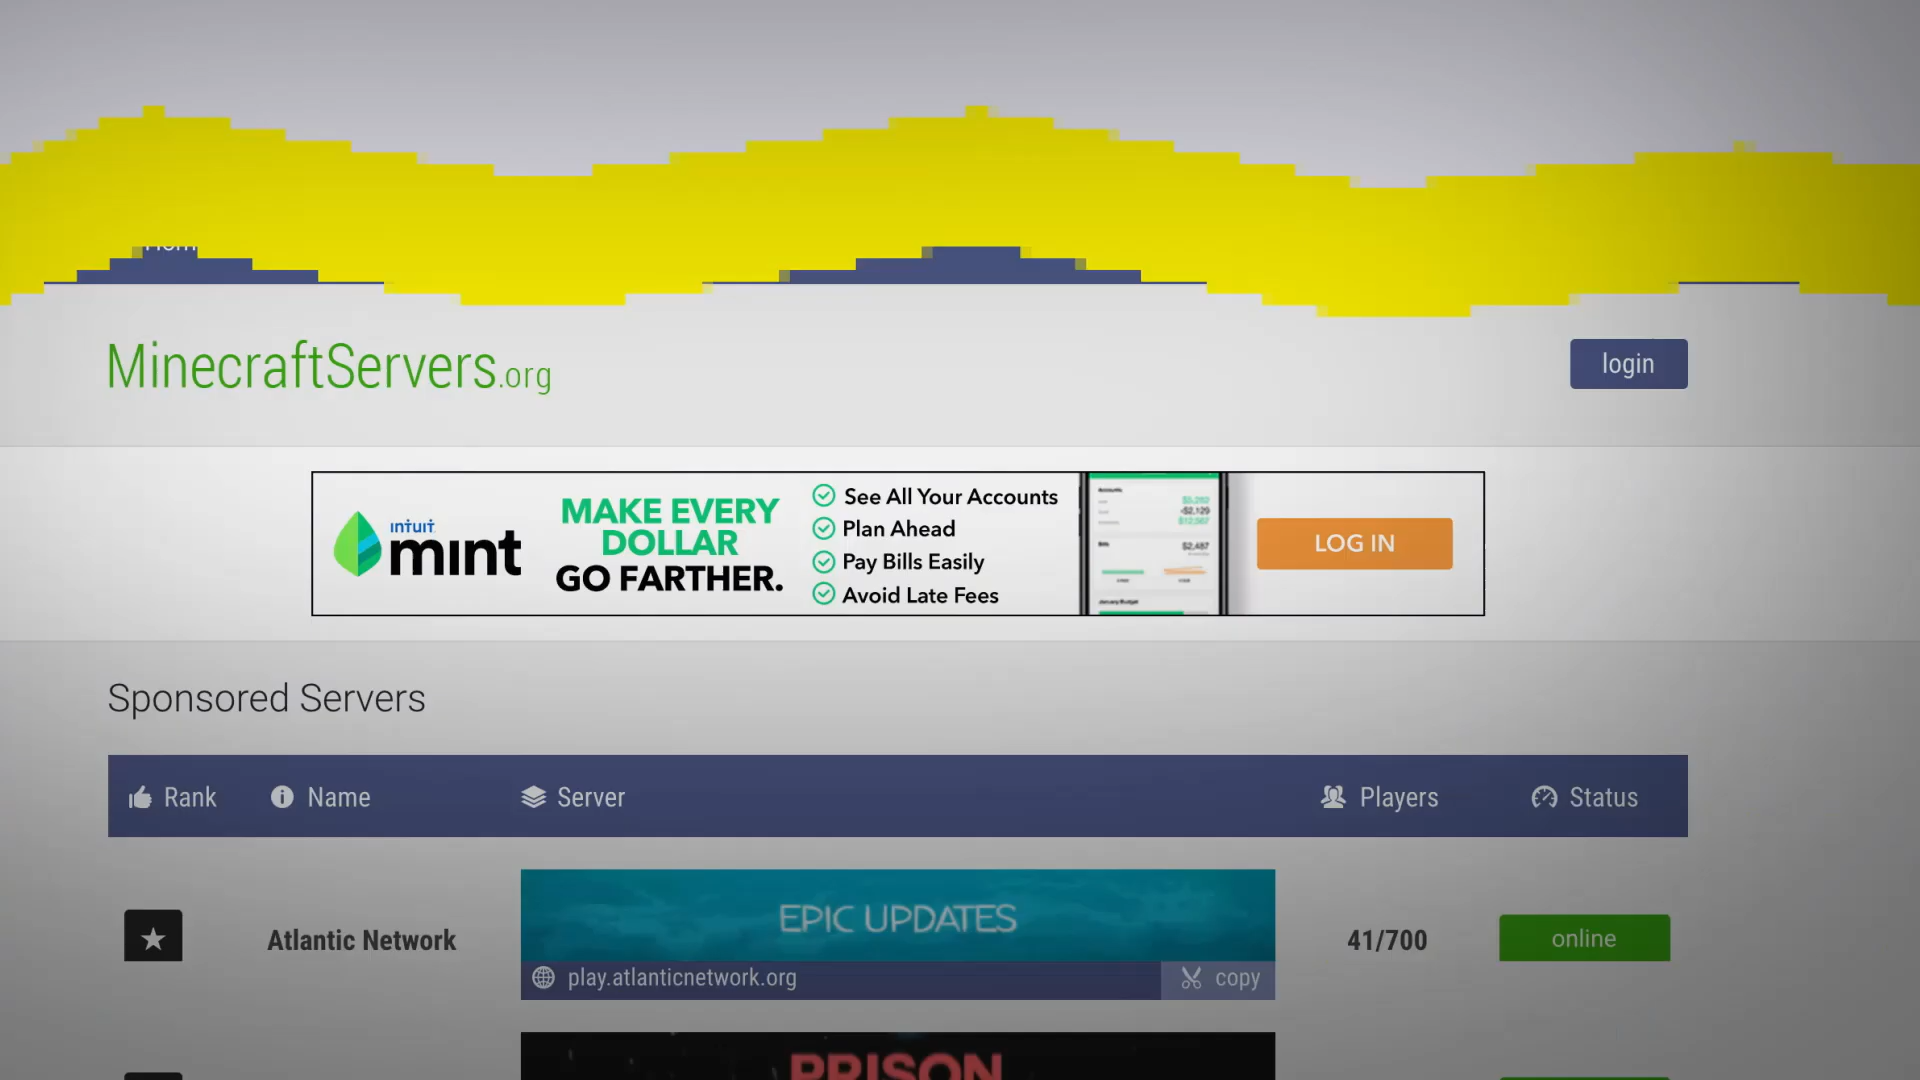 MinecraftServers.org
login
intuit
mint
MAKE EVERY
DOLLAR
GO FARTHER.
See All Your Accounts
Plan Ahead
Pay Bills Easily
Avoid Late Fees
LOG IN
Sponsored Servers
Rank Name Server Players Status
EPIC UPDATES
Atlantic Network 41/700 online
play.atlanticnetwork.org copy
PRISON